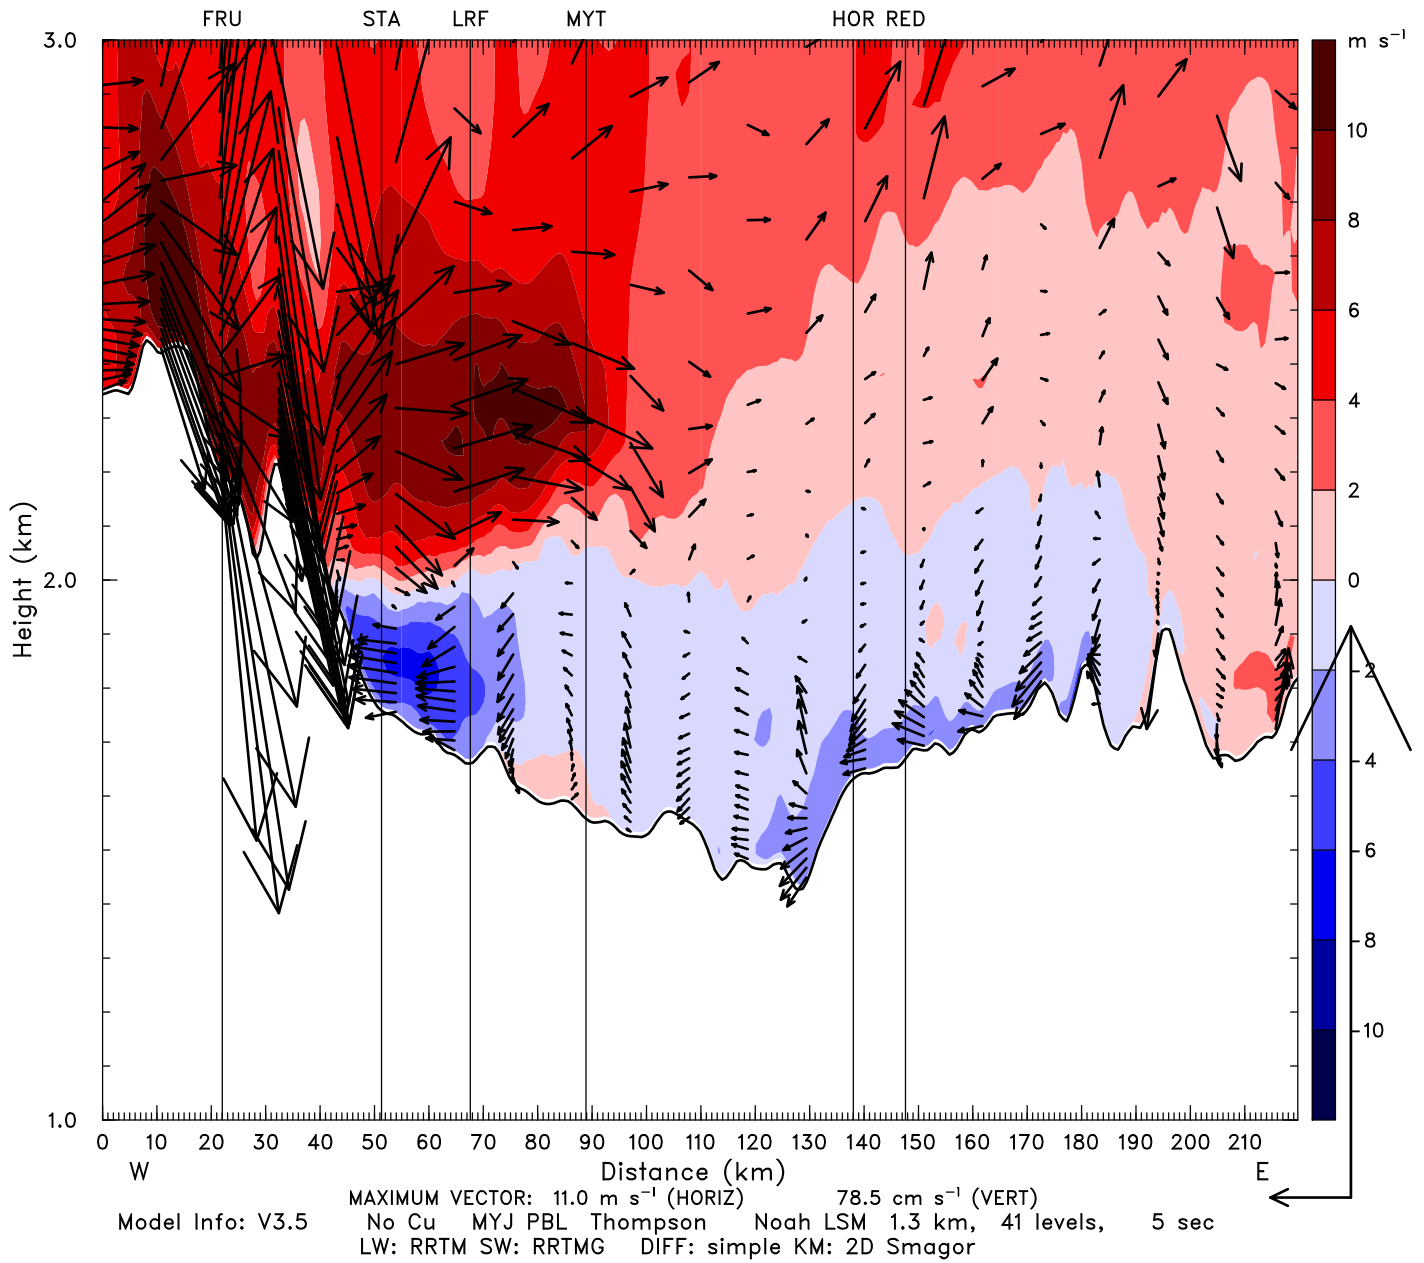 FRU STA LRF MYT HOR RED
3.0
2.0
1.0
Height (km)
m s⁻¹
10
8
6
4
2
0
2
4
6
8
10
0 10 20 30 40 50 60 70 80 90 100 110 120 130 140 150 160 170 180 190 200 210
W Distance (km) E
MAXIMUM VECTOR: 11.0 m s⁻¹ (HORIZ) 78.5 cm s⁻¹ (VERT)
Model Info: V3.5 No Cu MYJ PBL Thompson Noah LSM 1.3 km, 41 levels, 5 sec
LW: RRTM SW: RRTMG DIFF: simple KM: 2D Smagor